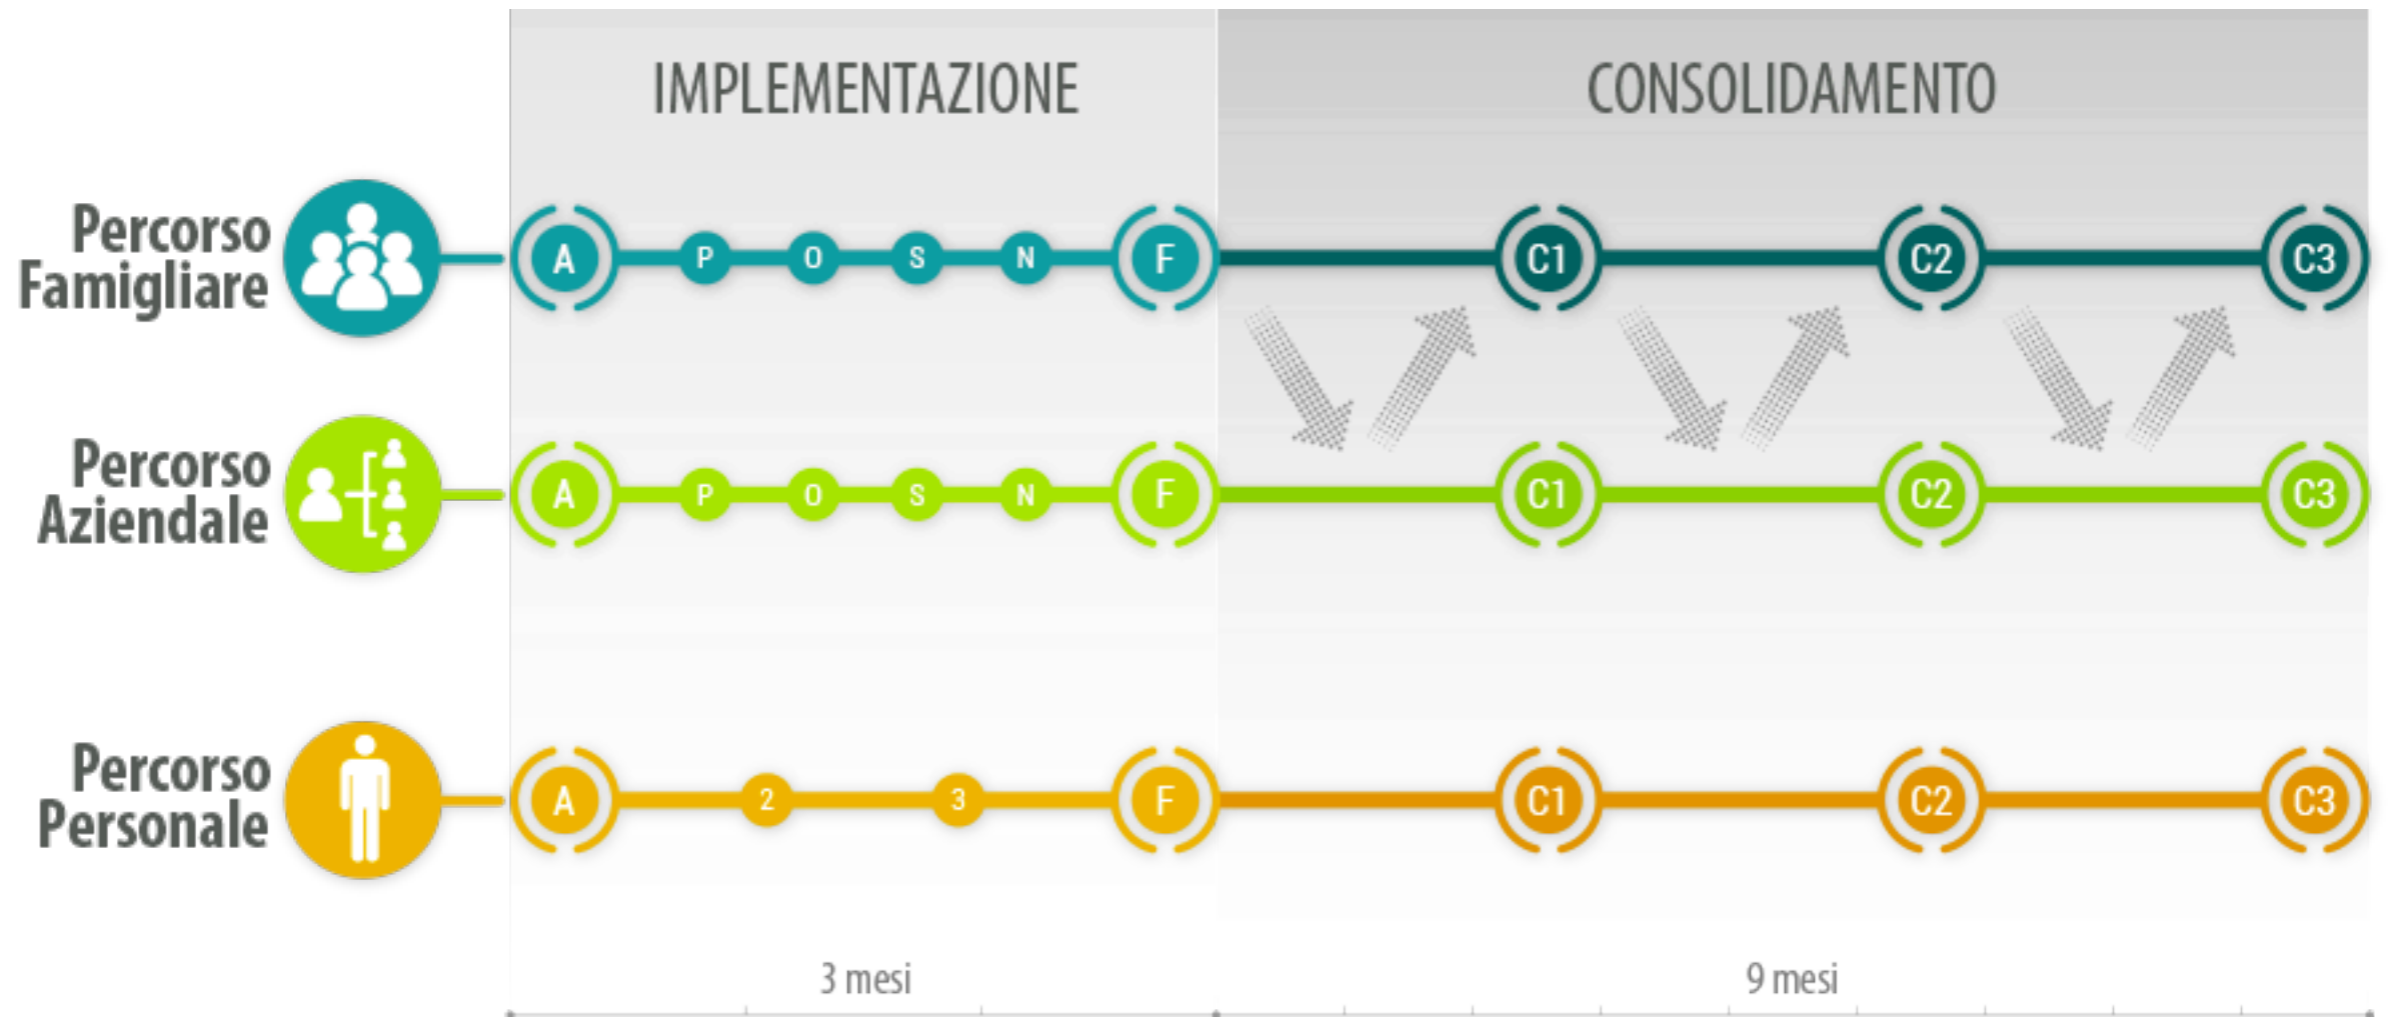 IMPLEMENTAZIONE
CONSOLIDAMENTO
Percorso
Famigliare
A P O S N F C1 C2 C3
Percorso
Aziendale
A P O S N F C1 C2 C3
Percorso
Personale
A 2 3 F C1 C2 C3
3 mesi
9 mesi